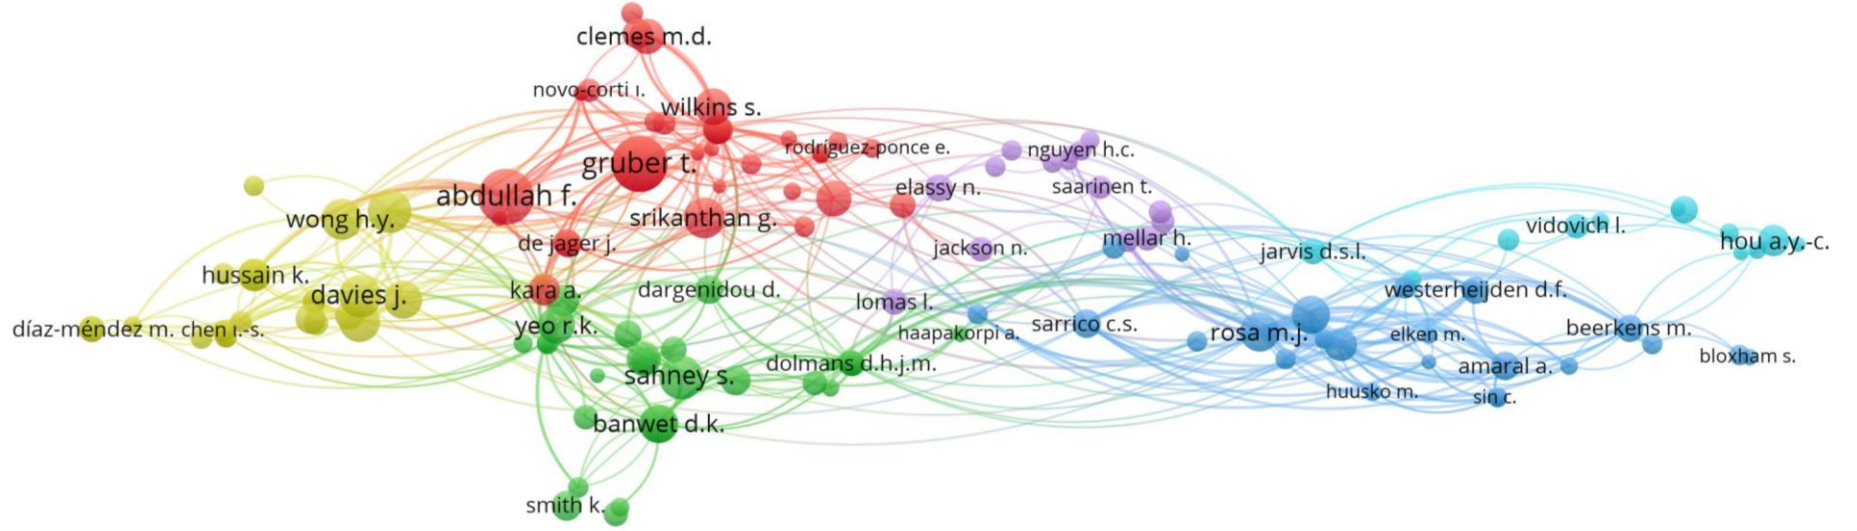 clemes m.d.
novo-corti ı.
wilkins s.
gruber t.
rodríguez-ponce e.
nguyen h.c.
abdullah f.
elassy n.
saarinen t.
wong h.y.
srikanthan g.
vidovich l.
de jager j.
jackson n.
mellar h.
jarvis d.s.l.
hou a.y.-c.
hussain k.
davies j.
kara a.
dargenidou d.
lomas l.
westerheijden d.f.
díaz-méndez m.
chen ı.-s.
yeo r.k.
haapakorpi a.
sarrico c.s.
rosa m.j.
elken m.
beerkens m.
bloxham s.
sahney s.
dolmans d.h.j.m.
amaral a.
huusko m.
sin c.
banwet d.k.
smith k.